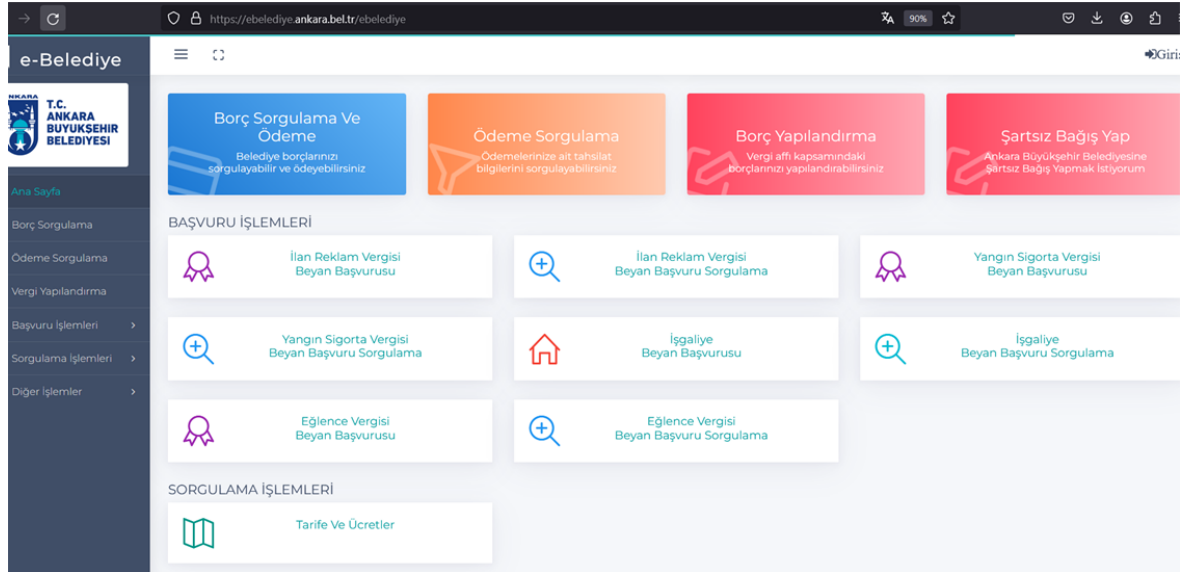 https://ebelediye.ankara.bel.tr/ebelediye
90%
e-Belediye
ANKARA
T.C.
ANKARA
BÜYÜKŞEHİR
BELEDİYESİ
Ana Sayfa
Borç Sorgulama
Ödeme Sorgulama
Vergi Yapılandırma
Başvuru İşlemleri
Sorgulama İşlemleri
Diğer İşlemler
Borç Sorgulama Ve
Ödeme
Belediye borçlarınızı
sorgulayabilir ve ödeyebilirsiniz
Ödeme Sorgulama
Ödemelerinize ait tahsilat
bilgilerini sorgulayabilirsiniz
Borç Yapılandırma
Vergi affı kapsamındaki
borçlarınızı yapılandırabilirsiniz
Şartsız Bağış Yap
Ankara Büyükşehir Belediyesine
Şartsız Bağış Yapmak İstiyorum
BAŞVURU İŞLEMLERİ
İlan Reklam Vergisi
Beyan Başvurusu
İlan Reklam Vergisi
Beyan Başvuru Sorgulama
Yangın Sigorta Vergisi
Beyan Başvurusu
Yangın Sigorta Vergisi
Beyan Başvuru Sorgulama
İşgaliye
Beyan Başvurusu
İşgaliye
Beyan Başvuru Sorgulama
Eğlence Vergisi
Beyan Başvurusu
Eğlence Vergisi
Beyan Başvuru Sorgulama
SORGULAMA İŞLEMLERİ
Tarife Ve Ücretler